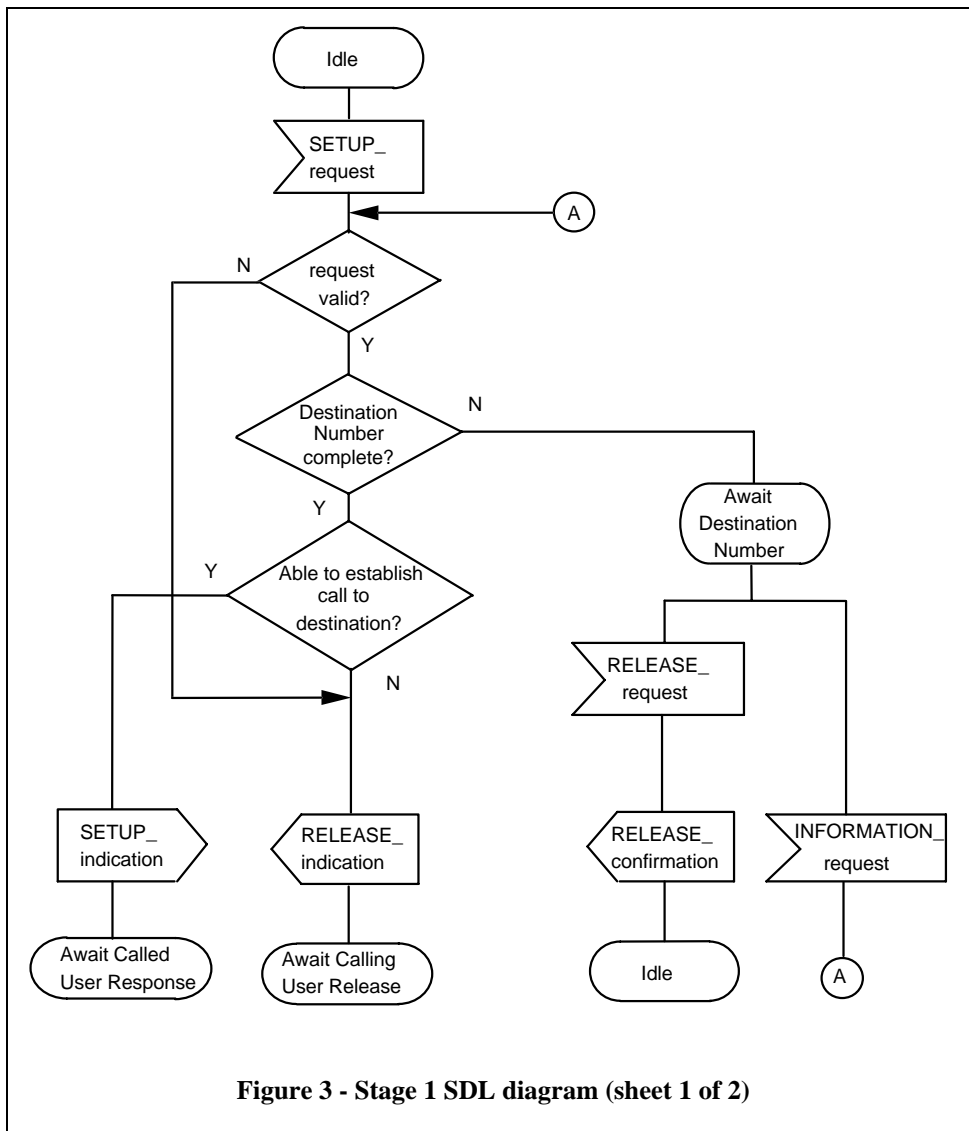 Idle
SETUP_
request
A
N
request
valid?
Y
Destination
Number
complete?
N
Y
Await
Destination
Number
Y
Able to establish
call to
destination?
N
RELEASE_
request
SETUP_
indication
RELEASE_
indication
RELEASE_
confirmation
INFORMATION_
request
Await Called
User Response
Await Calling
User Release
Idle
A
Figure 3 - Stage 1 SDL diagram (sheet 1 of 2)